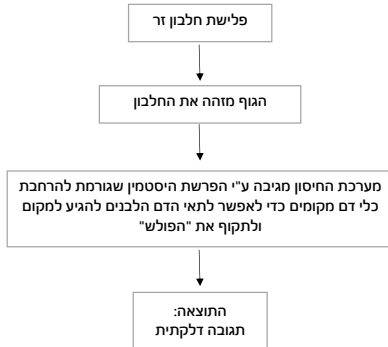 פלישת חלבון זר
הגוף מזהה את החלבון
מערכת החיסון מגיבה ע"י הפרשת היסטמין שגורמת להרחבת
כלי דם מקומים כדי לאפשר לתאי הדם הלבנים להגיע למקום
ולתקוף את "הפולש"
התוצאה:
תגובה דלקתית